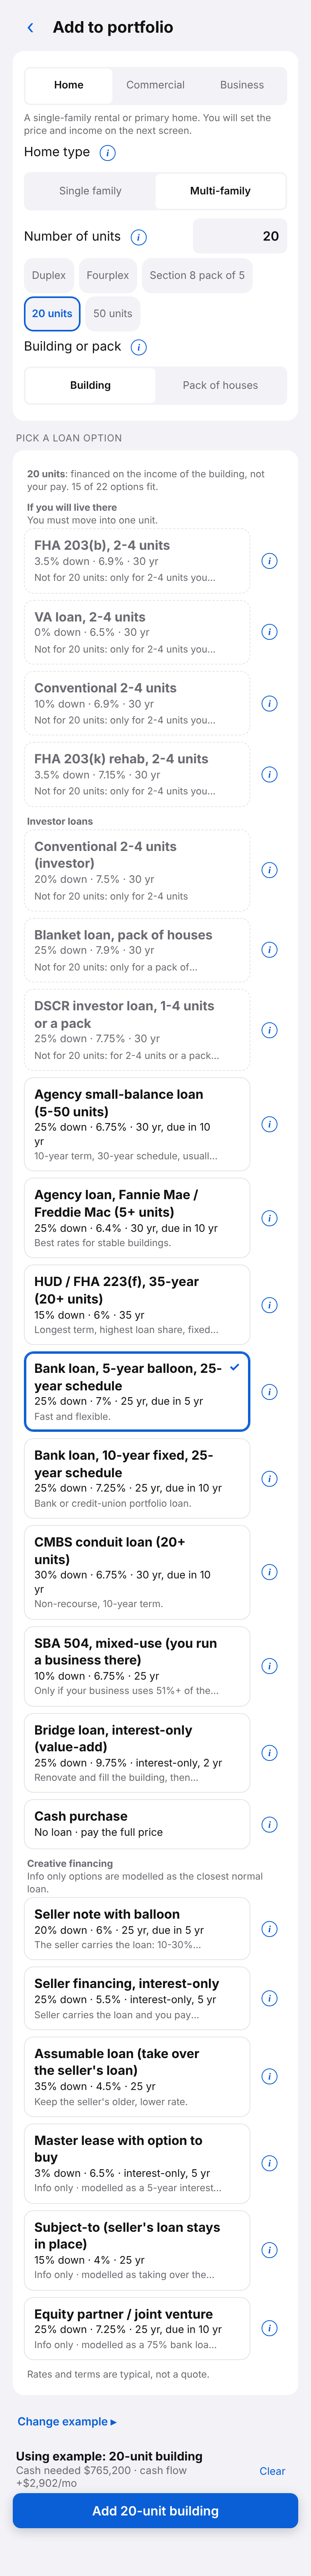 ‹ Add to portfolio
Home Commercial Business
A single-family rental or primary home. You will set the
price and income on the next screen.
Home type i
Single family Multi-family
Number of units i 20
Duplex Fourplex Section 8 pack of 5
20 units 50 units
Building or pack i
Building Pack of houses
PICK A LOAN OPTION
20 units: financed on the income of the building, not
your pay. 15 of 22 options fit.
If you will live there
You must move into one unit.
FHA 203(b), 2-4 units
3.5% down · 6.9% · 30 yr
Not for 20 units: only for 2-4 units you...
i
VA loan, 2-4 units
0% down · 6.5% · 30 yr
Not for 20 units: only for 2-4 units you...
i
Conventional 2-4 units
10% down · 6.9% · 30 yr
Not for 20 units: only for 2-4 units you...
i
FHA 203(k) rehab, 2-4 units
3.5% down · 7.15% · 30 yr
Not for 20 units: only for 2-4 units you...
i
Investor loans
Conventional 2-4 units
(investor)
20% down · 7.5% · 30 yr
Not for 20 units: only for 2-4 units
i
Blanket loan, pack of houses
25% down · 7.9% · 30 yr
Not for 20 units: only for a pack of...
i
DSCR investor loan, 1-4 units
or a pack
25% down · 7.75% · 30 yr
Not for 20 units: for 2-4 units or a pack...
i
Agency small-balance loan
(5-50 units)
25% down · 6.75% · 30 yr, due in 10
yr
10-year term, 30-year schedule, usuall...
i
Agency loan, Fannie Mae /
Freddie Mac (5+ units)
25% down · 6.4% · 30 yr, due in 10 yr
Best rates for stable buildings.
i
HUD / FHA 223(f), 35-year
(20+ units)
15% down · 6% · 35 yr
Longest term, highest loan share, fixed...
i
Bank loan, 5-year balloon, 25-
year schedule
25% down · 7% · 25 yr, due in 5 yr
Fast and flexible.
i
Bank loan, 10-year fixed, 25-
year schedule
25% down · 7.25% · 25 yr, due in 10 yr
Bank or credit-union portfolio loan.
i
CMBS conduit loan (20+
units)
30% down · 6.75% · 30 yr, due in 10
yr
Non-recourse, 10-year term.
i
SBA 504, mixed-use (you run
a business there)
10% down · 6.75% · 25 yr
Only if your business uses 51%+ of the...
i
Bridge loan, interest-only
(value-add)
25% down · 9.75% · interest-only, 2 yr
Renovate and fill the building, then...
i
Cash purchase
No loan · pay the full price
i
Creative financing
Info only options are modelled as the closest normal
loan.
Seller note with balloon
20% down · 6% · 25 yr, due in 5 yr
The seller carries the loan: 10-30%...
i
Seller financing, interest-only
25% down · 5.5% · interest-only, 5 yr
Seller carries the loan and you pay...
i
Assumable loan (take over
the seller's loan)
35% down · 4.5% · 25 yr
Keep the seller's older, lower rate.
i
Master lease with option to
buy
3% down · 6.5% · interest-only, 5 yr
Info only · modelled as a 5-year interest...
i
Subject-to (seller's loan stays
in place)
15% down · 4% · 25 yr
Info only · modelled as taking over the...
i
Equity partner / joint venture
25% down · 7.25% · 25 yr, due in 10 yr
Info only · modelled as a 75% bank loa...
i
Rates and terms are typical, not a quote.
Change example ▸
Using example: 20-unit building
Cash needed $765,200 · cash flow
+$2,902/mo
Clear
Add 20-unit building